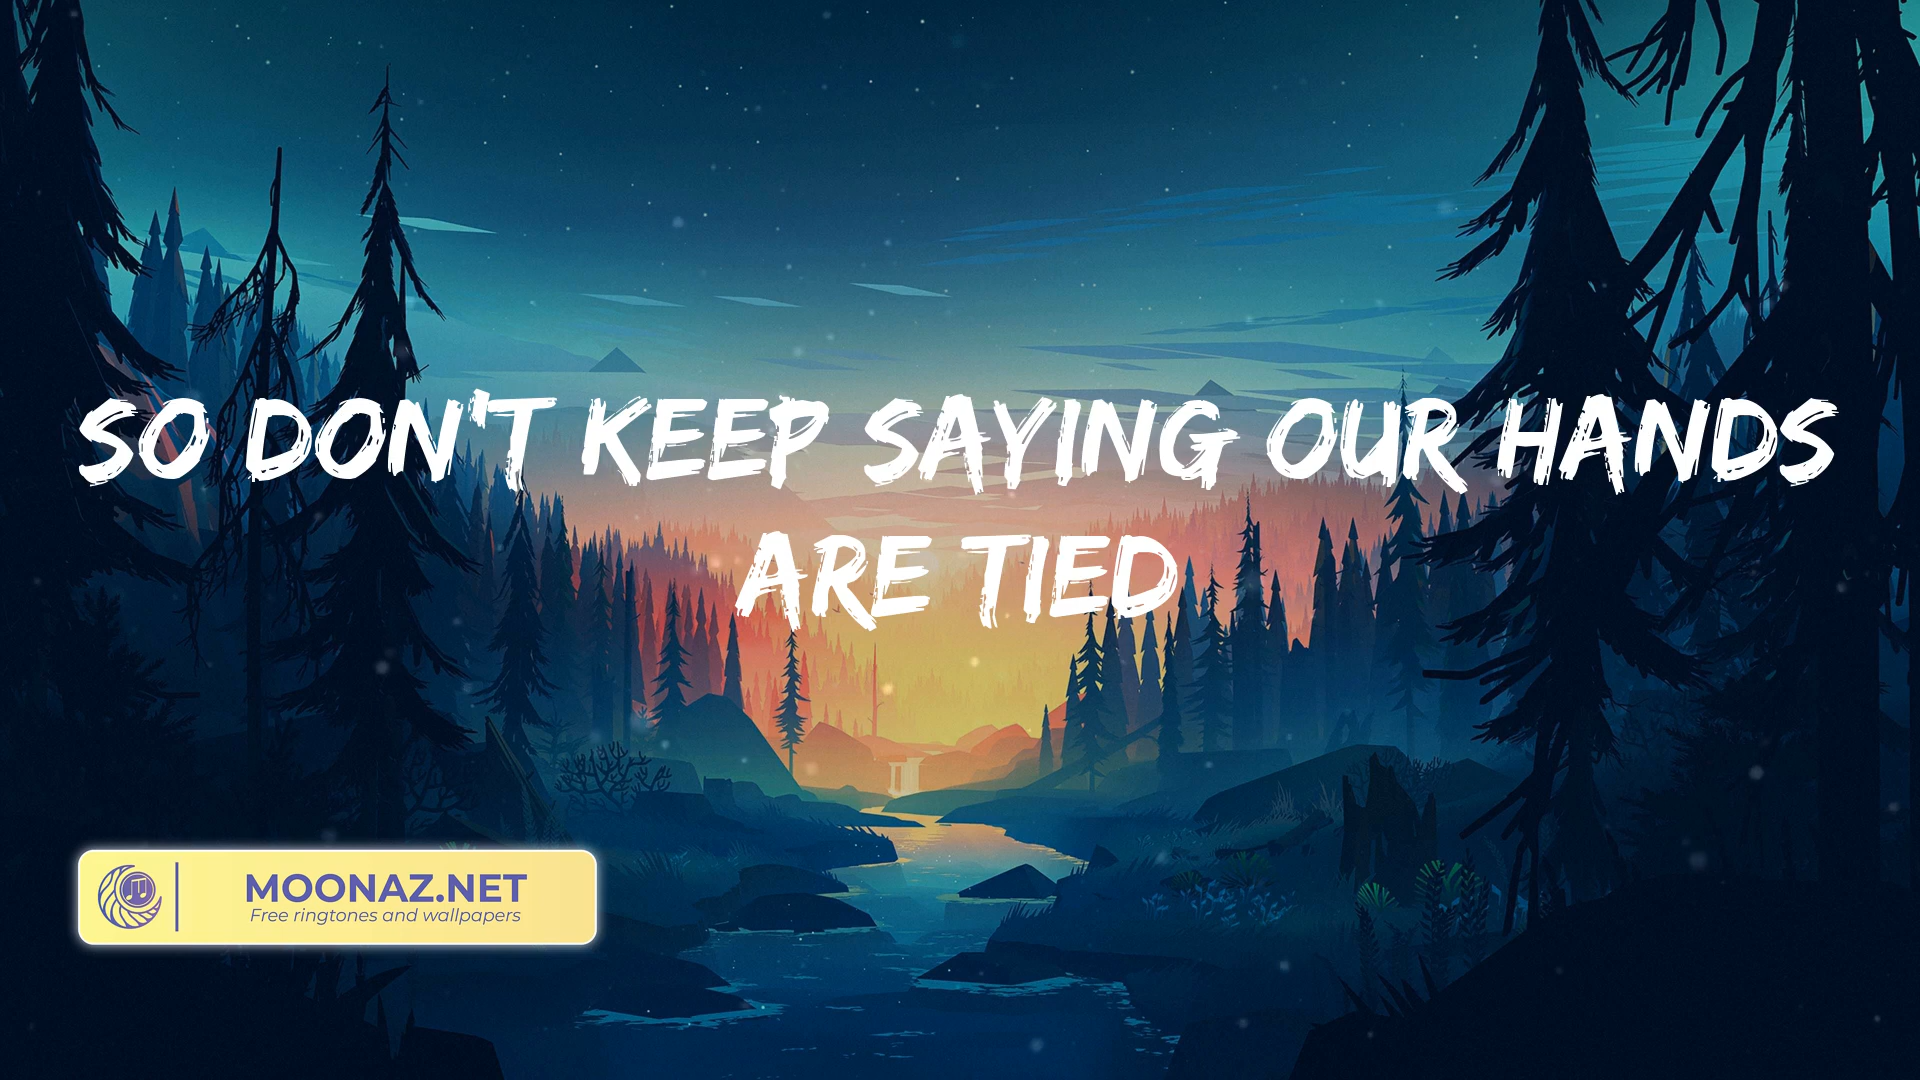 SO DON'T KEEP SAYING OUR HANDS
ARE TIED
MOONAZ.NET
Free ringtones and wallpapers